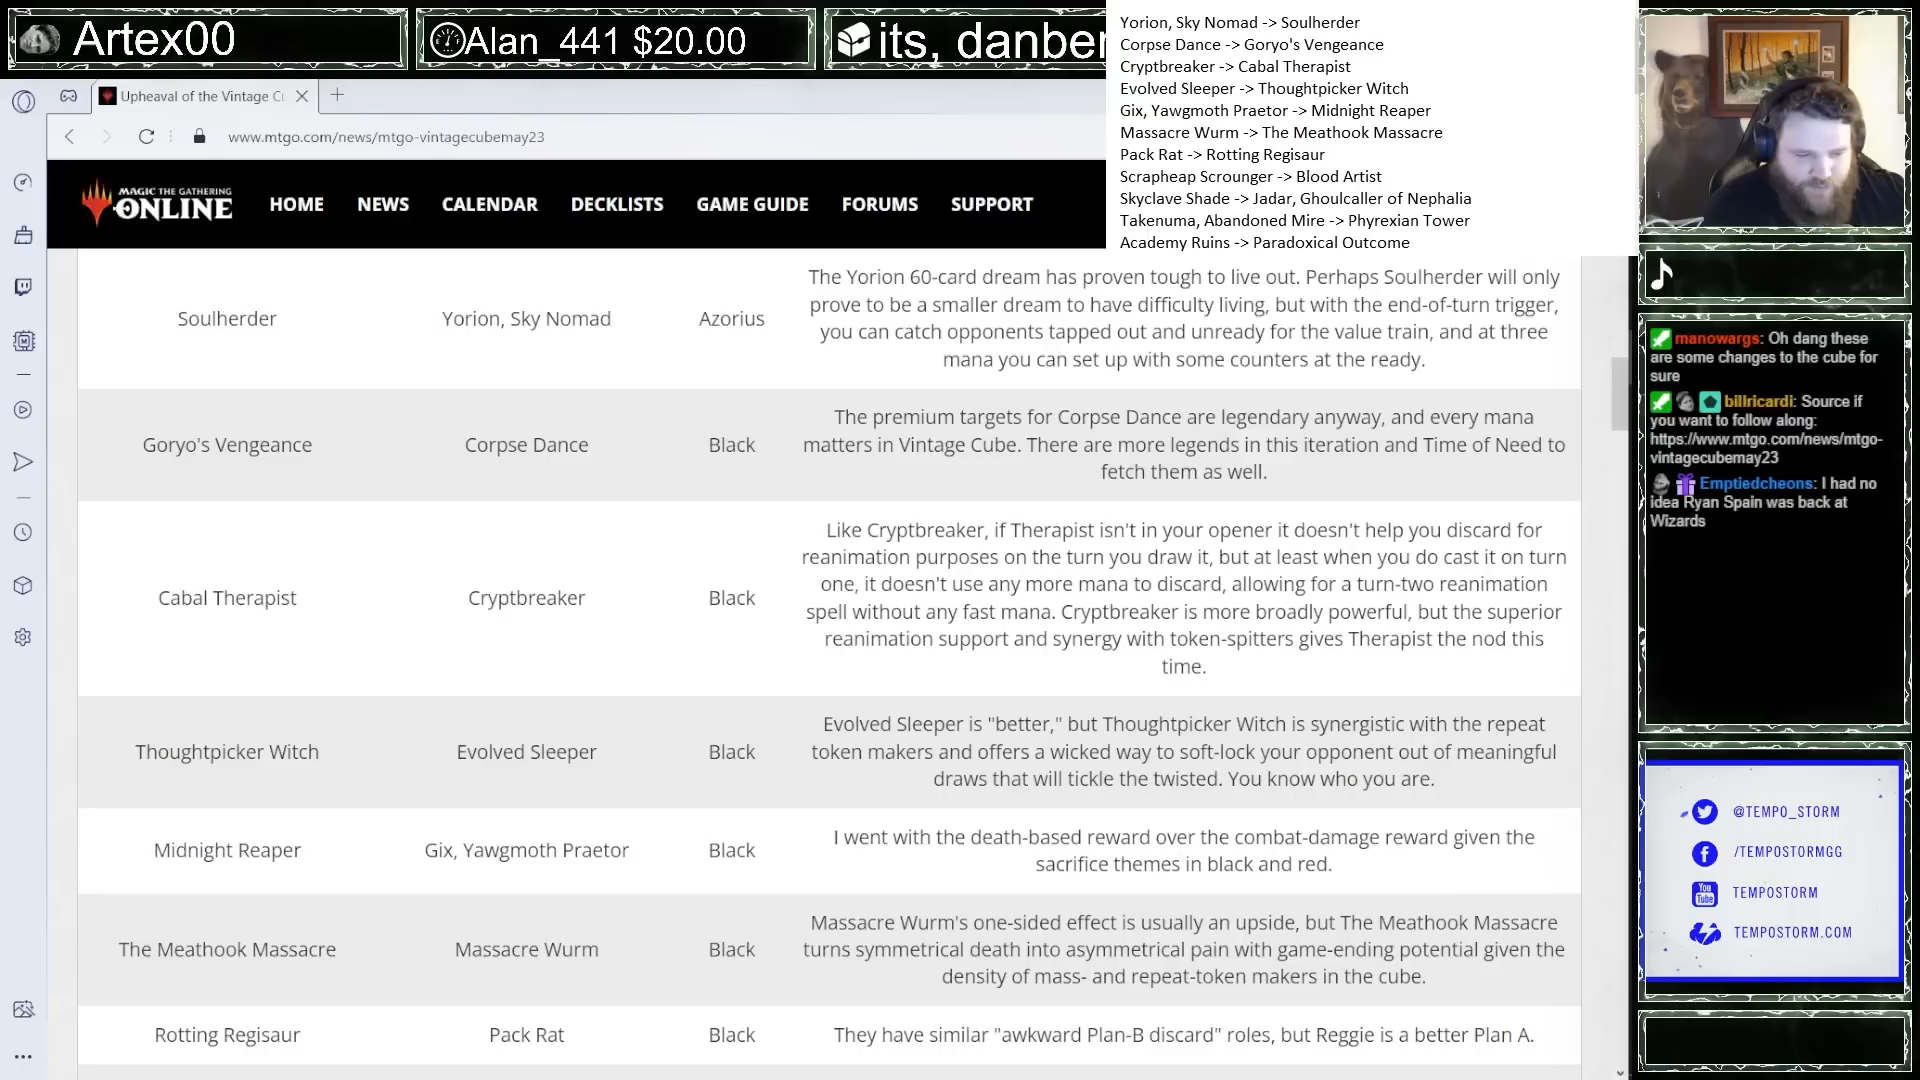 Artex00
Alan_441 $20.00
its, danber
Yorion, Sky Nomad -> Soulherder
Corpse Dance -> Goryo's Vengeance
Cryptbreaker -> Cabal Therapist
Evolved Sleeper -> Thoughtpicker Witch
Gix, Yawgmoth Praetor -> Midnight Reaper
Massacre Wurm -> The Meathook Massacre
Pack Rat -> Rotting Regisaur
Scrapheap Scrounger -> Blood Artist
Skyclave Shade -> Jadar, Ghoulcaller of Nephalia
Takenuma, Abandoned Mire -> Phyrexian Tower
Academy Ruins -> Paradoxical Outcome
Upheaval of the Vintage Cu
www.mtgo.com/news/mtgo-vintagecubemay23
MAGIC THE GATHERING
ONLINE
HOME NEWS CALENDAR DECKLISTS GAME GUIDE FORUMS SUPPORT
Soulherder
Yorion, Sky Nomad
Azorius
The Yorion 60-card dream has proven tough to live out. Perhaps Soulherder will only
prove to be a smaller dream to have difficulty living, but with the end-of-turn trigger,
you can catch opponents tapped out and unready for the value train, and at three
mana you can set up with some counters at the ready.
Goryo's Vengeance
Corpse Dance
Black
The premium targets for Corpse Dance are legendary anyway, and every mana
matters in Vintage Cube. There are more legends in this iteration and Time of Need to
fetch them as well.
Cabal Therapist
Cryptbreaker
Black
Like Cryptbreaker, if Therapist isn't in your opener it doesn't help you discard for
reanimation purposes on the turn you draw it, but at least when you do cast it on turn
one, it doesn't use any more mana to discard, allowing for a turn-two reanimation
spell without any fast mana. Cryptbreaker is more broadly powerful, but the superior
reanimation support and synergy with token-spitters gives Therapist the nod this
time.
Thoughtpicker Witch
Evolved Sleeper
Black
Evolved Sleeper is "better," but Thoughtpicker Witch is synergistic with the repeat
token makers and offers a wicked way to soft-lock your opponent out of meaningful
draws that will tickle the twisted. You know who you are.
Midnight Reaper
Gix, Yawgmoth Praetor
Black
I went with the death-based reward over the combat-damage reward given the
sacrifice themes in black and red.
The Meathook Massacre
Massacre Wurm
Black
Massacre Wurm's one-sided effect is usually an upside, but The Meathook Massacre
turns symmetrical death into asymmetrical pain with game-ending potential given the
density of mass- and repeat-token makers in the cube.
Rotting Regisaur
Pack Rat
Black
They have similar "awkward Plan-B discard" roles, but Reggie is a better Plan A.
manowargs: Oh dang these
are some changes to the cube for
sure
billricardi: Source if
you want to follow along:
https://www.mtgo.com/news/mtgo-
vintagecubemay23
Emptiedcheons: I had no
idea Ryan Spain was back at
Wizards
@TEMPO_STORM
/TEMPOSTORMGG
You
Tube
TEMPOSTORM
TEMPOSTORM.COM